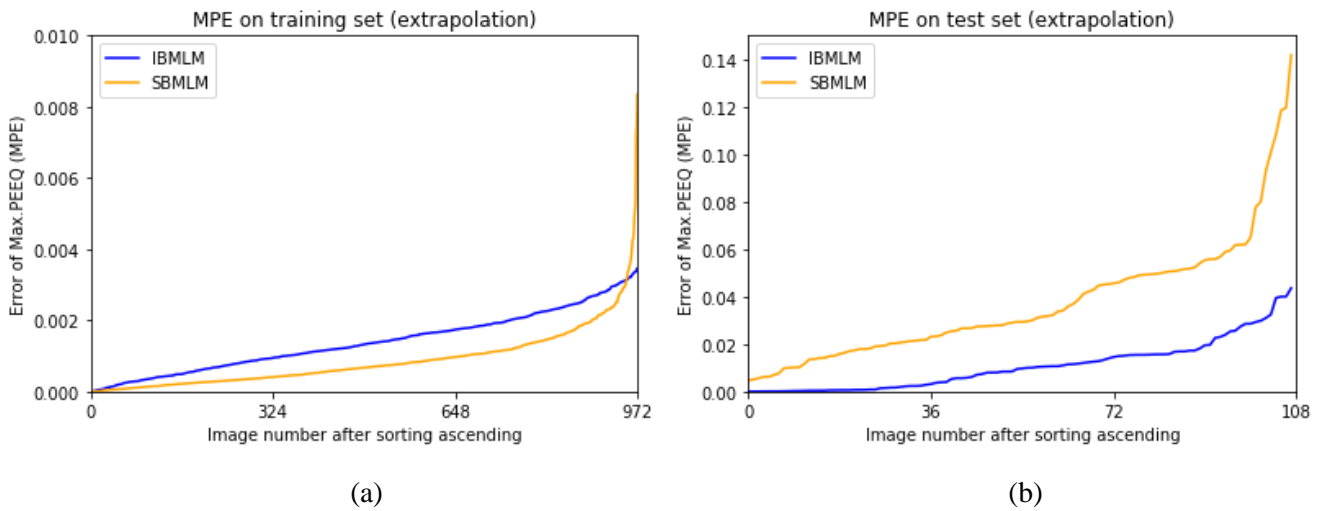 MPE on training set (extrapolation)
0.010
0.008
0.006
0.004
0.002
0.000
Error of Max.PEEQ (MPE)
IBMLM
SBMLM
0 324 648 972
Image number after sorting ascending
(a)
MPE on test set (extrapolation)
0.14
0.12
0.10
0.08
0.06
0.04
0.02
0.00
Error of Max.PEEQ (MPE)
IBMLM
SBMLM
0 36 72 108
Image number after sorting ascending
(b)